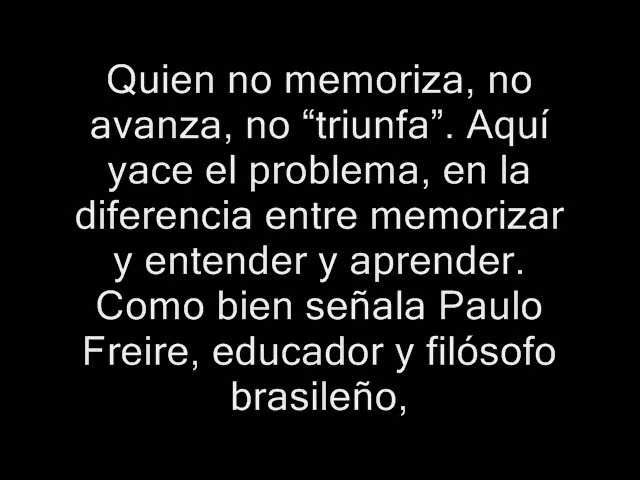 Quien no memoriza, no
avanza, no “triunfa”. Aquí
yace el problema, en la
diferencia entre memorizar
y entender y aprender.
Como bien señala Paulo
Freire, educador y filósofo
brasileño,